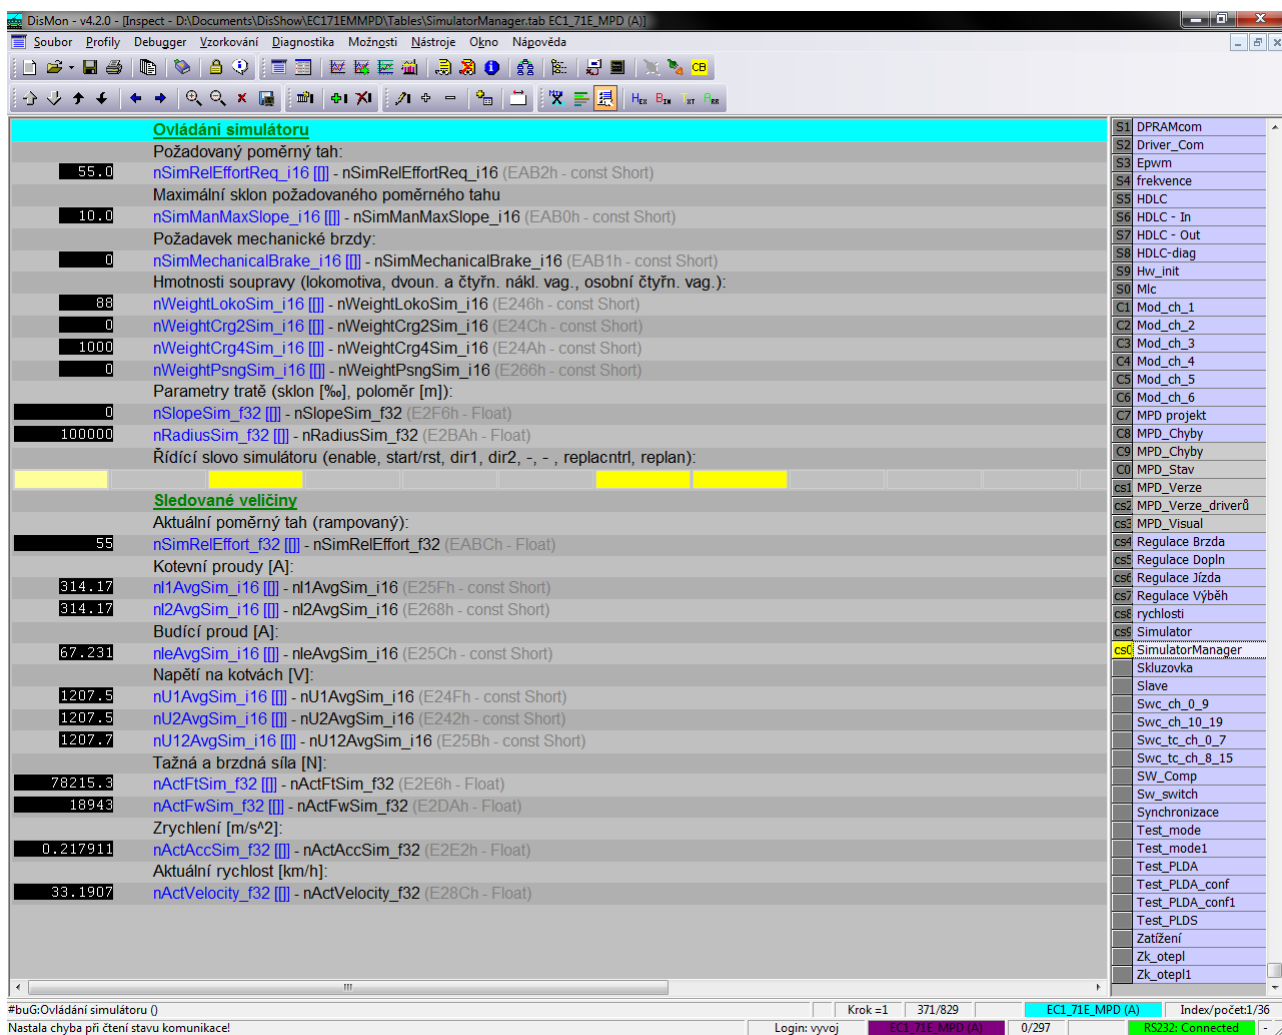 DisMon - v4.2.0 - [Inspect - D:\Documents\DisShow\EC171EMMPD\Tables\SimulatorManager.tab EC1_71E_MPD (A)]
Soubor Profily Debugger Vzorkování Diagnostika Možnosti Nástroje Okno Nápověda
CB
HEX BIN TXT ARR
Ovládání simulátoru
Požadovaný poměrný tah:
55.0 nSimRelEffortReq_i16 [[]] - nSimRelEffortReq_i16 (EAB2h - const Short)
Maximální sklon požadovaného poměrného tahu
10.0 nSimManMaxSlope_i16 [[]] - nSimManMaxSlope_i16 (EAB0h - const Short)
Požadavek mechanické brzdy:
0 nSimMechanicalBrake_i16 [[]] - nSimMechanicalBrake_i16 (EAB1h - const Short)
Hmotnosti soupravy (lokomotiva, dvoun. a čtyřn. nákl. vag., osobní čtyřn. vag.):
88 nWeightLokoSim_i16 [[]] - nWeightLokoSim_i16 (E246h - const Short)
0 nWeightCrg2Sim_i16 [[]] - nWeightCrg2Sim_i16 (E24Ch - const Short)
1000 nWeightCrg4Sim_i16 [[]] - nWeightCrg4Sim_i16 (E24Ah - const Short)
0 nWeightPsngSim_i16 [[]] - nWeightPsngSim_i16 (E266h - const Short)
Parametry tratě (sklon [‰], poloměr [m]):
0 nSlopeSim_f32 [[]] - nSlopeSim_f32 (E2F6h - Float)
100000 nRadiusSim_f32 [[]] - nRadiusSim_f32 (E2BAh - Float)
Řídící slovo simulátoru (enable, start/rst, dir1, dir2, -, - , replacntrl, replan):
Sledované veličiny
Aktuální poměrný tah (rampovaný):
55 nSimRelEffort_f32 [[]] - nSimRelEffort_f32 (EABCh - Float)
Kotevní proudy [A]:
314.17 nI1AvgSim_i16 [[]] - nI1AvgSim_i16 (E25Fh - const Short)
314.17 nI2AvgSim_i16 [[]] - nI2AvgSim_i16 (E268h - const Short)
Budící proud [A]:
67.231 nIeAvgSim_i16 [[]] - nIeAvgSim_i16 (E25Ch - const Short)
Napětí na kotvách [V]:
1207.5 nU1AvgSim_i16 [[]] - nU1AvgSim_i16 (E24Fh - const Short)
1207.5 nU2AvgSim_i16 [[]] - nU2AvgSim_i16 (E242h - const Short)
1207.7 nU12AvgSim_i16 [[]] - nU12AvgSim_i16 (E25Bh - const Short)
Tažná a brzdná síla [N]:
78215.3 nActFtSim_f32 [[]] - nActFtSim_f32 (E2E6h - Float)
18943 nActFwSim_f32 [[]] - nActFwSim_f32 (E2DAh - Float)
Zrychlení [m/s^2]:
0.217911 nActAccSim_f32 [[]] - nActAccSim_f32 (E2E2h - Float)
Aktuální rychlost [km/h]:
33.1907 nActVelocity_f32 [[]] - nActVelocity_f32 (E28Ch - Float)
S1 DPRAMcom
S2 Driver_Com
S3 Epwm
S4 frekvence
S5 HDLC
S6 HDLC - In
S7 HDLC - Out
S8 HDLC-diag
S9 Hw_init
S0 Mlc
C1 Mod_ch_1
C2 Mod_ch_2
C3 Mod_ch_3
C4 Mod_ch_4
C5 Mod_ch_5
C6 Mod_ch_6
C7 MPD projekt
C8 MPD_Chyby
C9 MPD_Chyby
C0 MPD_Stav
cs1 MPD_Verze
cs2 MPD_Verze_driverů
cs3 MPD_Visual
cs4 Regulace Brzda
cs5 Regulace Dopln
cs6 Regulace Jízda
cs7 Regulace Výběh
cs8 rychlosti
cs9 Simulator
cs0 SimulatorManager
Skluzovka
Slave
Swc_ch_0_9
Swc_ch_10_19
Swc_tc_ch_0_7
Swc_tc_ch_8_15
SW_Comp
Sw_switch
Synchronizace
Test_mode
Test_mode1
Test_PLDA
Test_PLDA_conf
Test_PLDA_conf1
Test_PLDS
Zatížení
Zk_otepl
Zk_otepl1
#buG:Ovládání simulátoru () Krok =1 371/829 EC1_71E_MPD (A) Index/počet:1/36
Nastala chyba při čtení stavu komunikace! Login: vyvoj EC1_71E_MPD (A) 0/297 RS232: Connected -